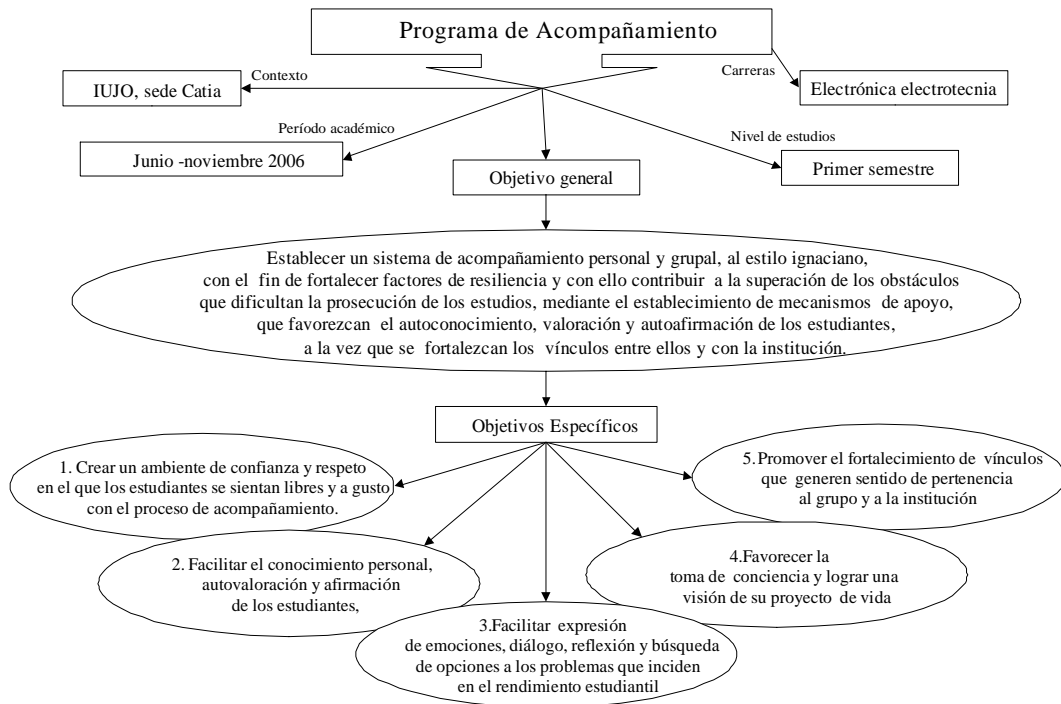 Programa de Acompañamiento
Contexto
Carreras
IUJO, sede Catia
Electrónica electrotecnia
Período académico
Nivel de estudios
Junio -noviembre 2006
Primer semestre
Objetivo general
Establecer un sistema de acompañamiento personal y grupal, al estilo ignaciano,
con el fin de fortalecer factores de resiliencia y con ello contribuir a la superación de los obstáculos
que dificultan la prosecución de los estudios, mediante el establecimiento de mecanismos de apoyo,
que favorezcan el autoconocimiento, valoración y autoafirmación de los estudiantes,
a la vez que se fortalezcan los vínculos entre ellos y con la institución.
Objetivos Específicos
1. Crear un ambiente de confianza y respeto
en el que los estudiantes se sientan libres y a gusto
con el proceso de acompañamiento.
2. Facilitar el conocimiento personal,
autovaloración y afirmación
de los estudiantes,
3.Facilitar expresión
de emociones, diálogo, reflexión y búsqueda
de opciones a los problemas que inciden
en el rendimiento estudiantil
4.Favorecer la
toma de conciencia y lograr una
visión de su proyecto de vida
5.Promover el fortalecimiento de vínculos
que generen sentido de pertenencia
al grupo y a la institución